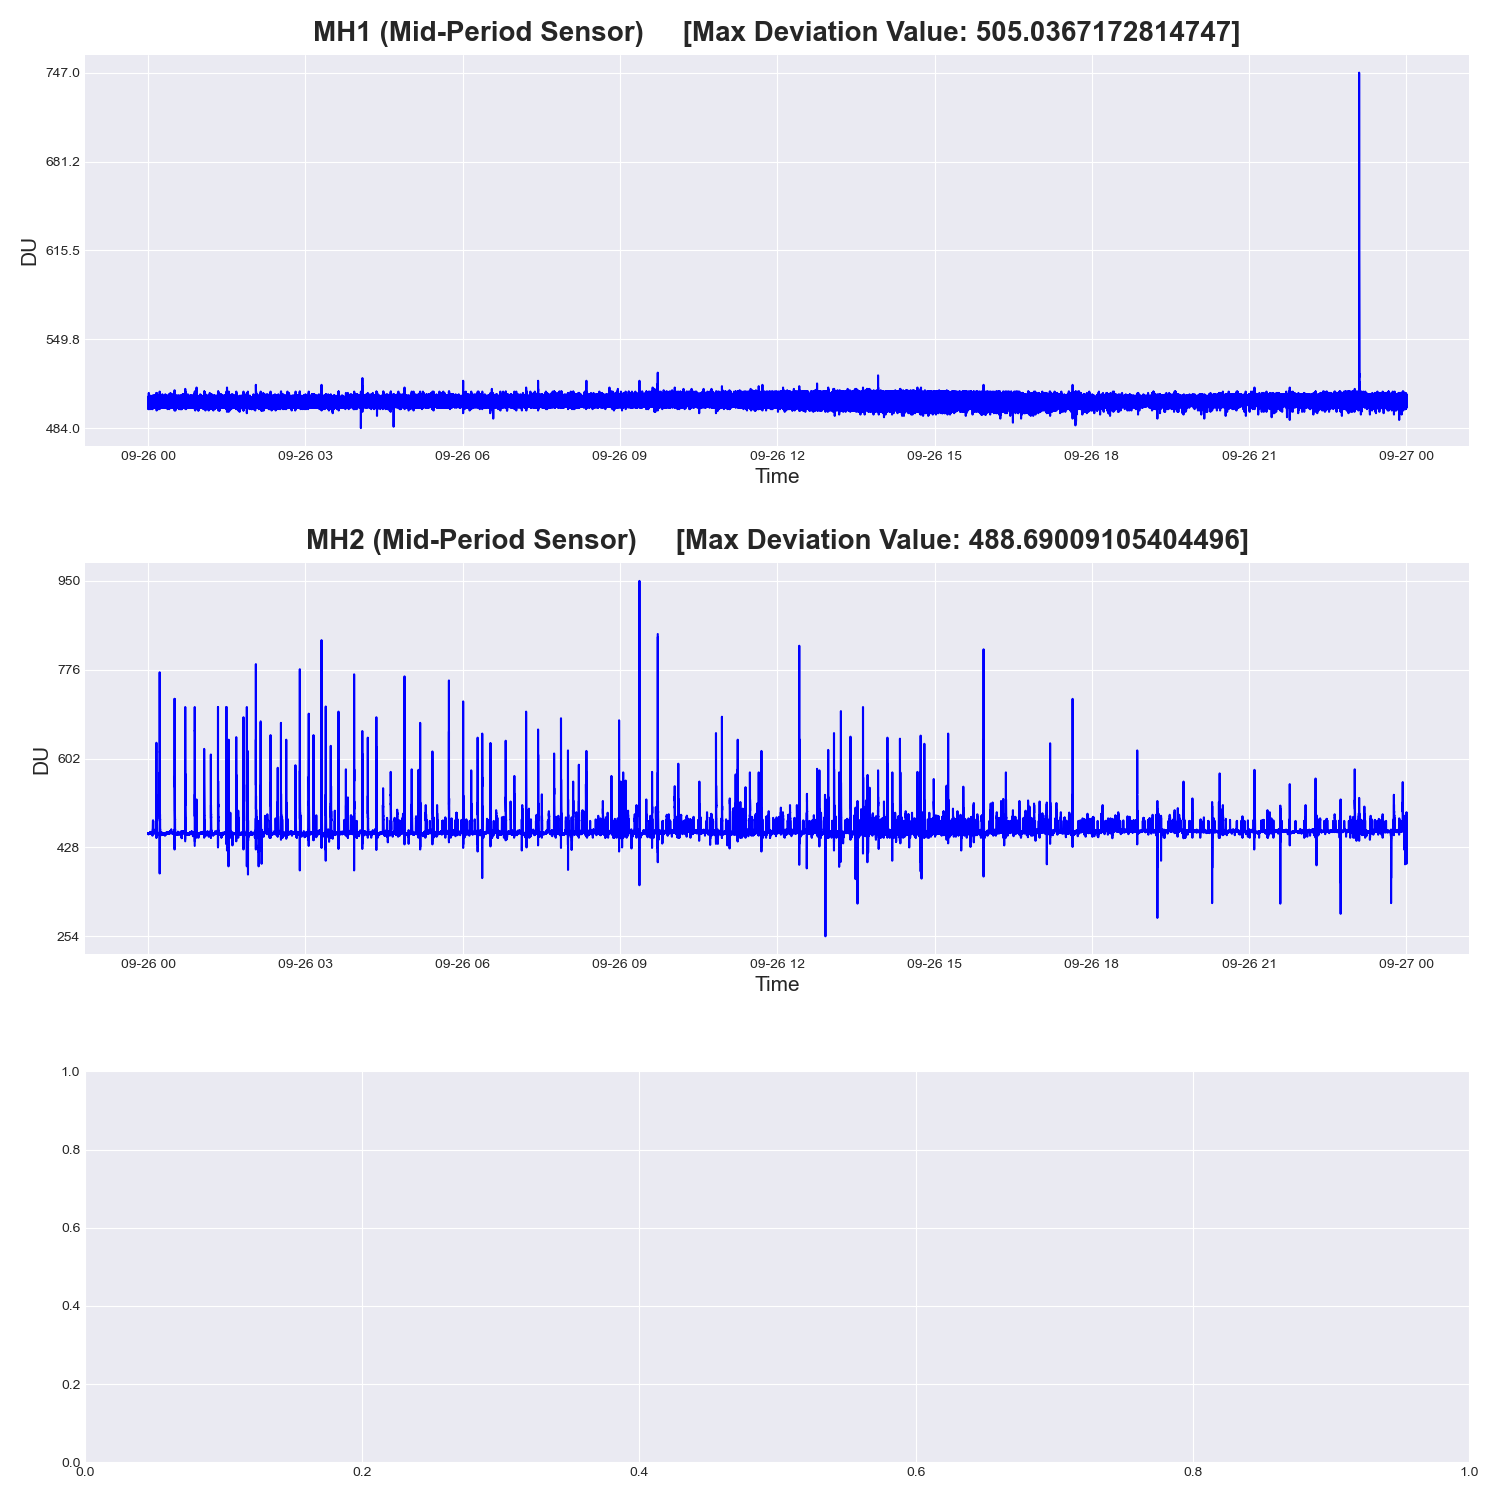 MH1 (Mid-Period Sensor) [Max Deviation Value: 505.0367172814747]
747.0
681.2
615.5
549.8
484.0
DU
09-26 00 09-26 03 09-26 06 09-26 09 09-26 12 09-26 15 09-26 18 09-26 21 09-27 00
Time
MH2 (Mid-Period Sensor) [Max Deviation Value: 488.69009105404496]
950
776
602
428
254
DU
09-26 00 09-26 03 09-26 06 09-26 09 09-26 12 09-26 15 09-26 18 09-26 21 09-27 00
Time
1.0
0.8
0.6
0.4
0.2
0.0
0.0 0.2 0.4 0.6 0.8 1.0